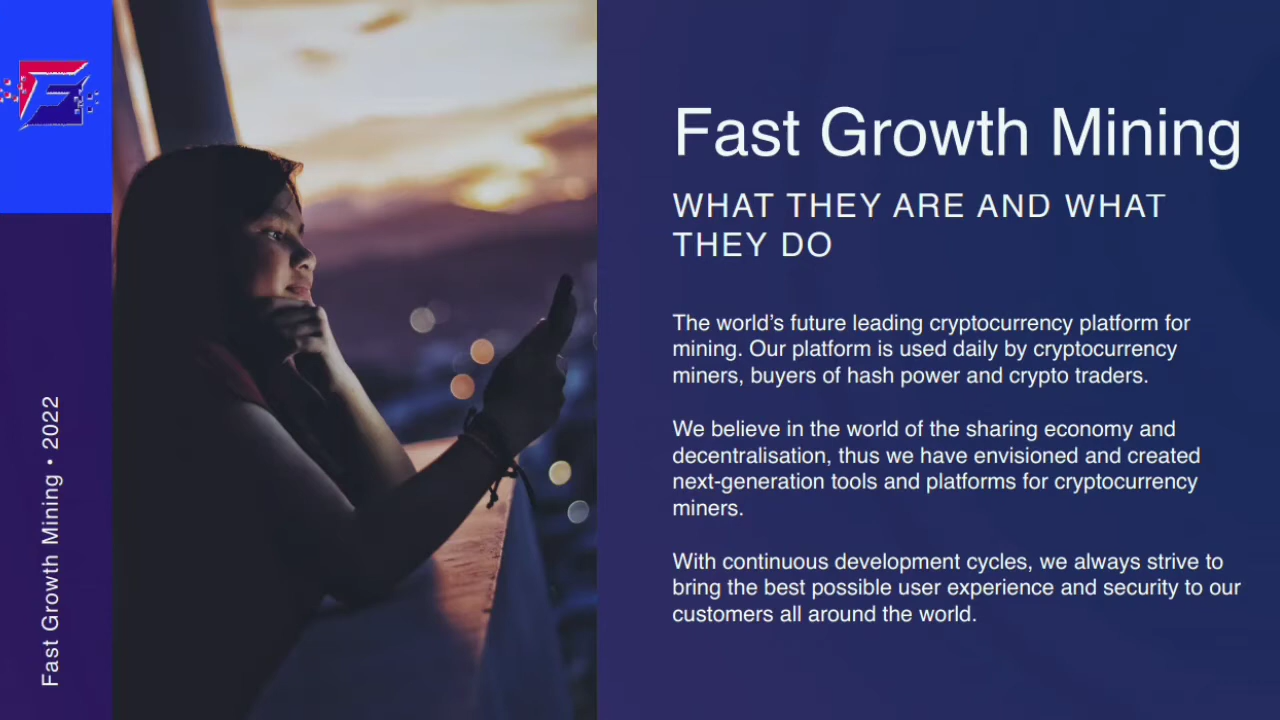 Fast Growth Mining
WHAT THEY ARE AND WHAT
THEY DO
The world's future leading cryptocurrency platform for
mining. Our platform is used daily by cryptocurrency
miners, buyers of hash power and crypto traders.
We believe in the world of the sharing economy and
decentralisation, thus we have envisioned and created
next-generation tools and platforms for cryptocurrency
miners.
With continuous development cycles, we always strive to
bring the best possible user experience and security to our
customers all around the world.
Fast Growth Mining • 2022